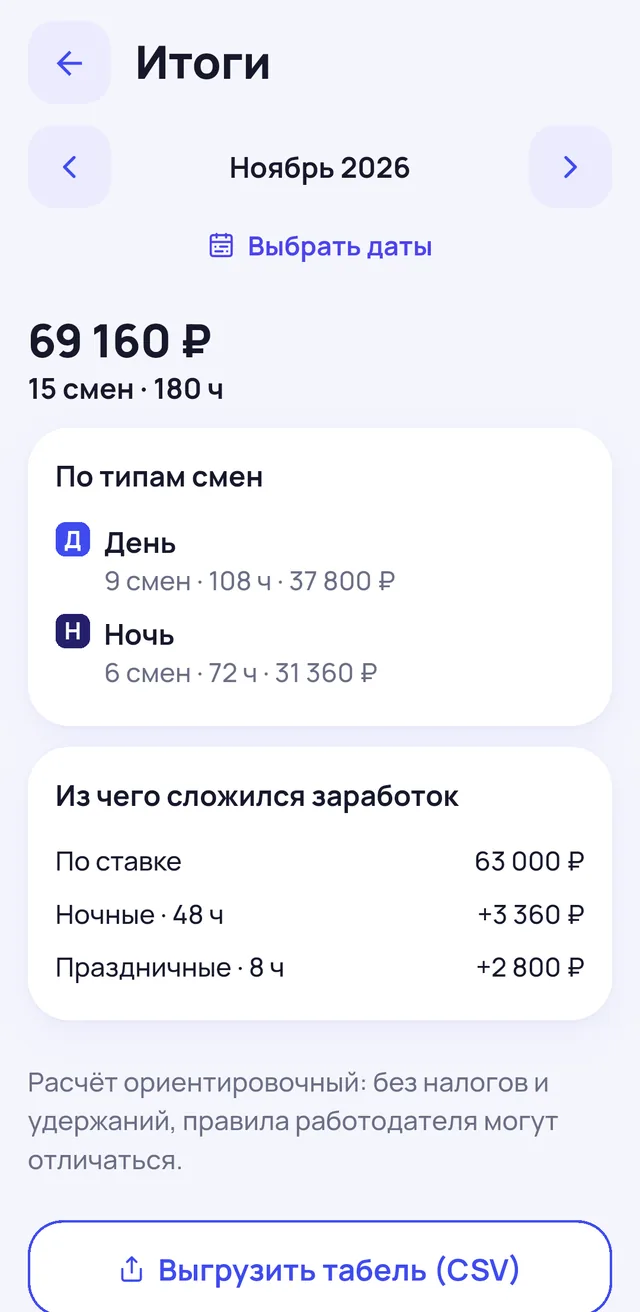 Итоги
Ноябрь 2026
Выбрать даты
69 160 ₽
15 смен · 180 ч
По типам смен
Д День
9 смен · 108 ч · 37 800 ₽
Н Ночь
6 смен · 72 ч · 31 360 ₽
Из чего сложился заработок
По ставке 63 000 ₽
Ночные · 48 ч +3 360 ₽
Праздничные · 8 ч +2 800 ₽
Расчёт ориентировочный: без налогов и
удержаний, правила работодателя могут
отличаться.
Выгрузить табель (CSV)